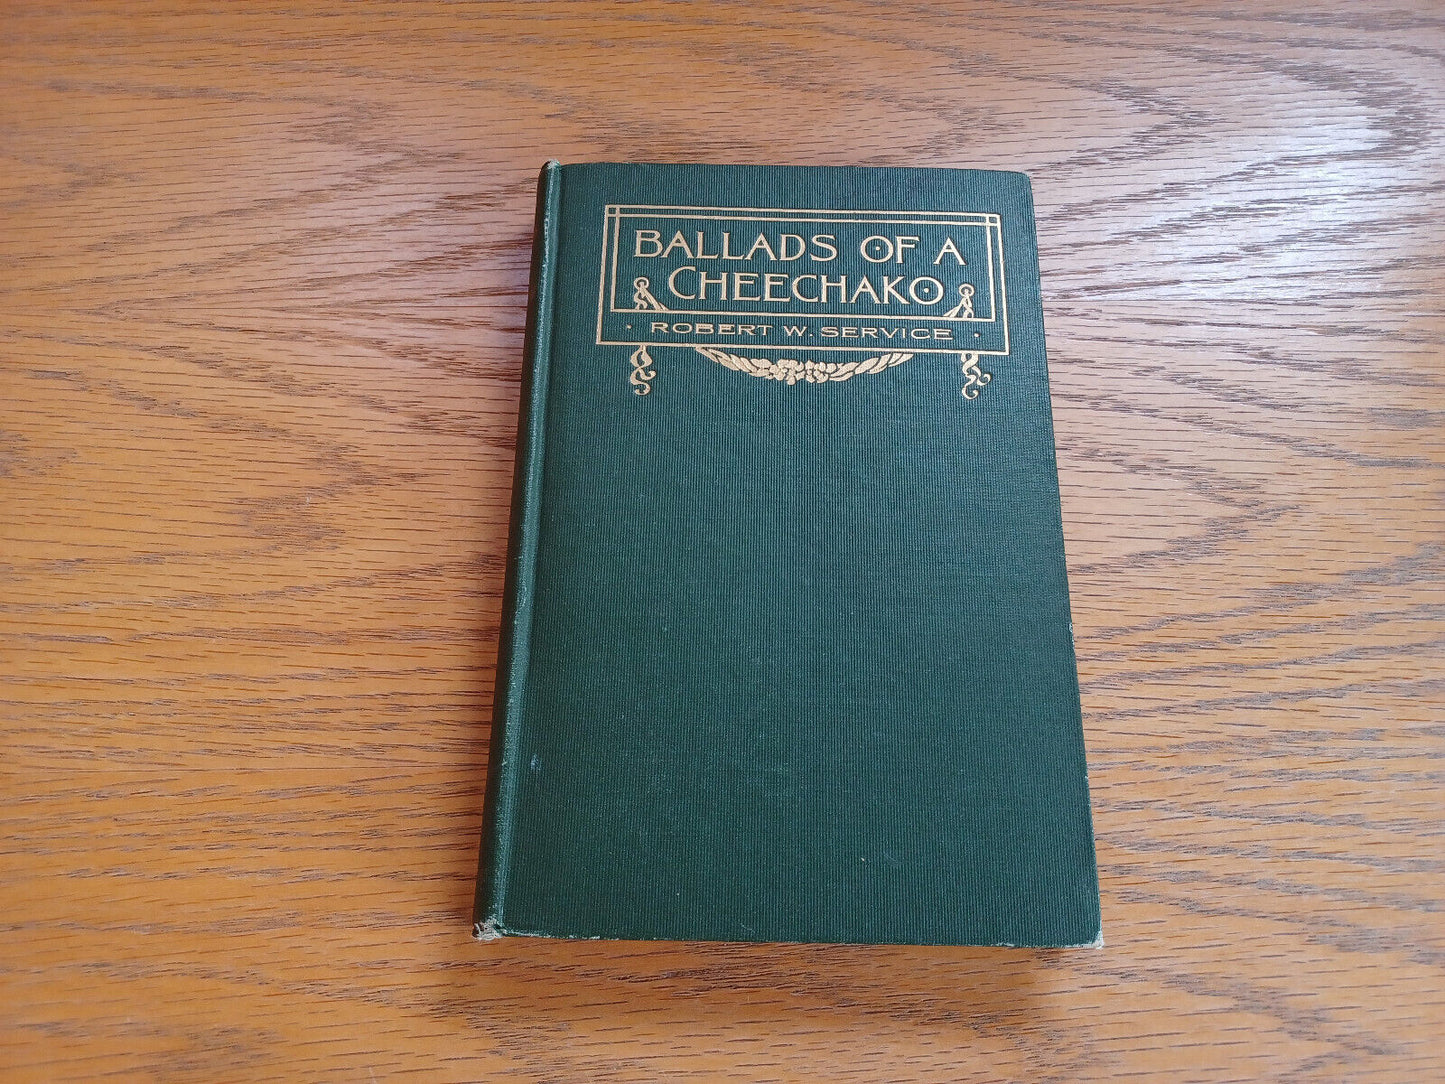 BALLADS OF A
CHEECHAKO
· ROBERT W. SERVICE ·